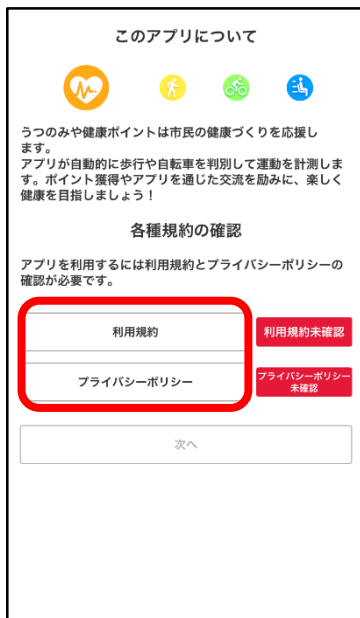 このアプリについて
うつのみや健康ポイントは市民の健康づくりを応援し
ます。
アプリが自動的に歩行や自転車を判別して運動を計測しま
す。ポイント獲得やアプリを通じた交流を励みに、楽しく
健康を目指しましょう！
各種規約の確認
アプリを利用するには利用規約とプライバシーポリシーの
確認が必要です。
利用規約
利用規約未確認
プライバシーポリシー
プライバシーポリシー
未確認
次へ